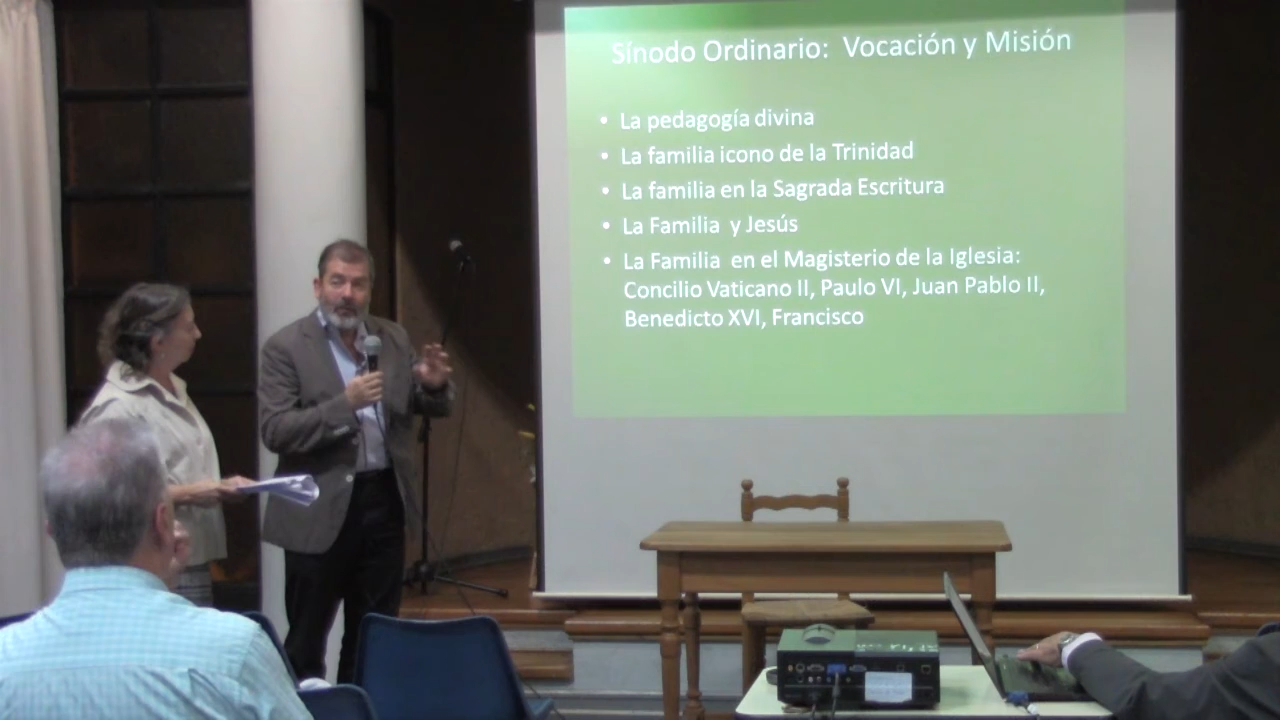 Sínodo Ordinario:  Vocación y Misión
• La pedagogía divina
• La familia icono de la Trinidad
• La familia en la Sagrada Escritura
• La Familia  y Jesús
• La Familia  en el Magisterio de la Iglesia:
Concilio Vaticano II, Paulo VI, Juan Pablo II,
Benedicto XVI, Francisco